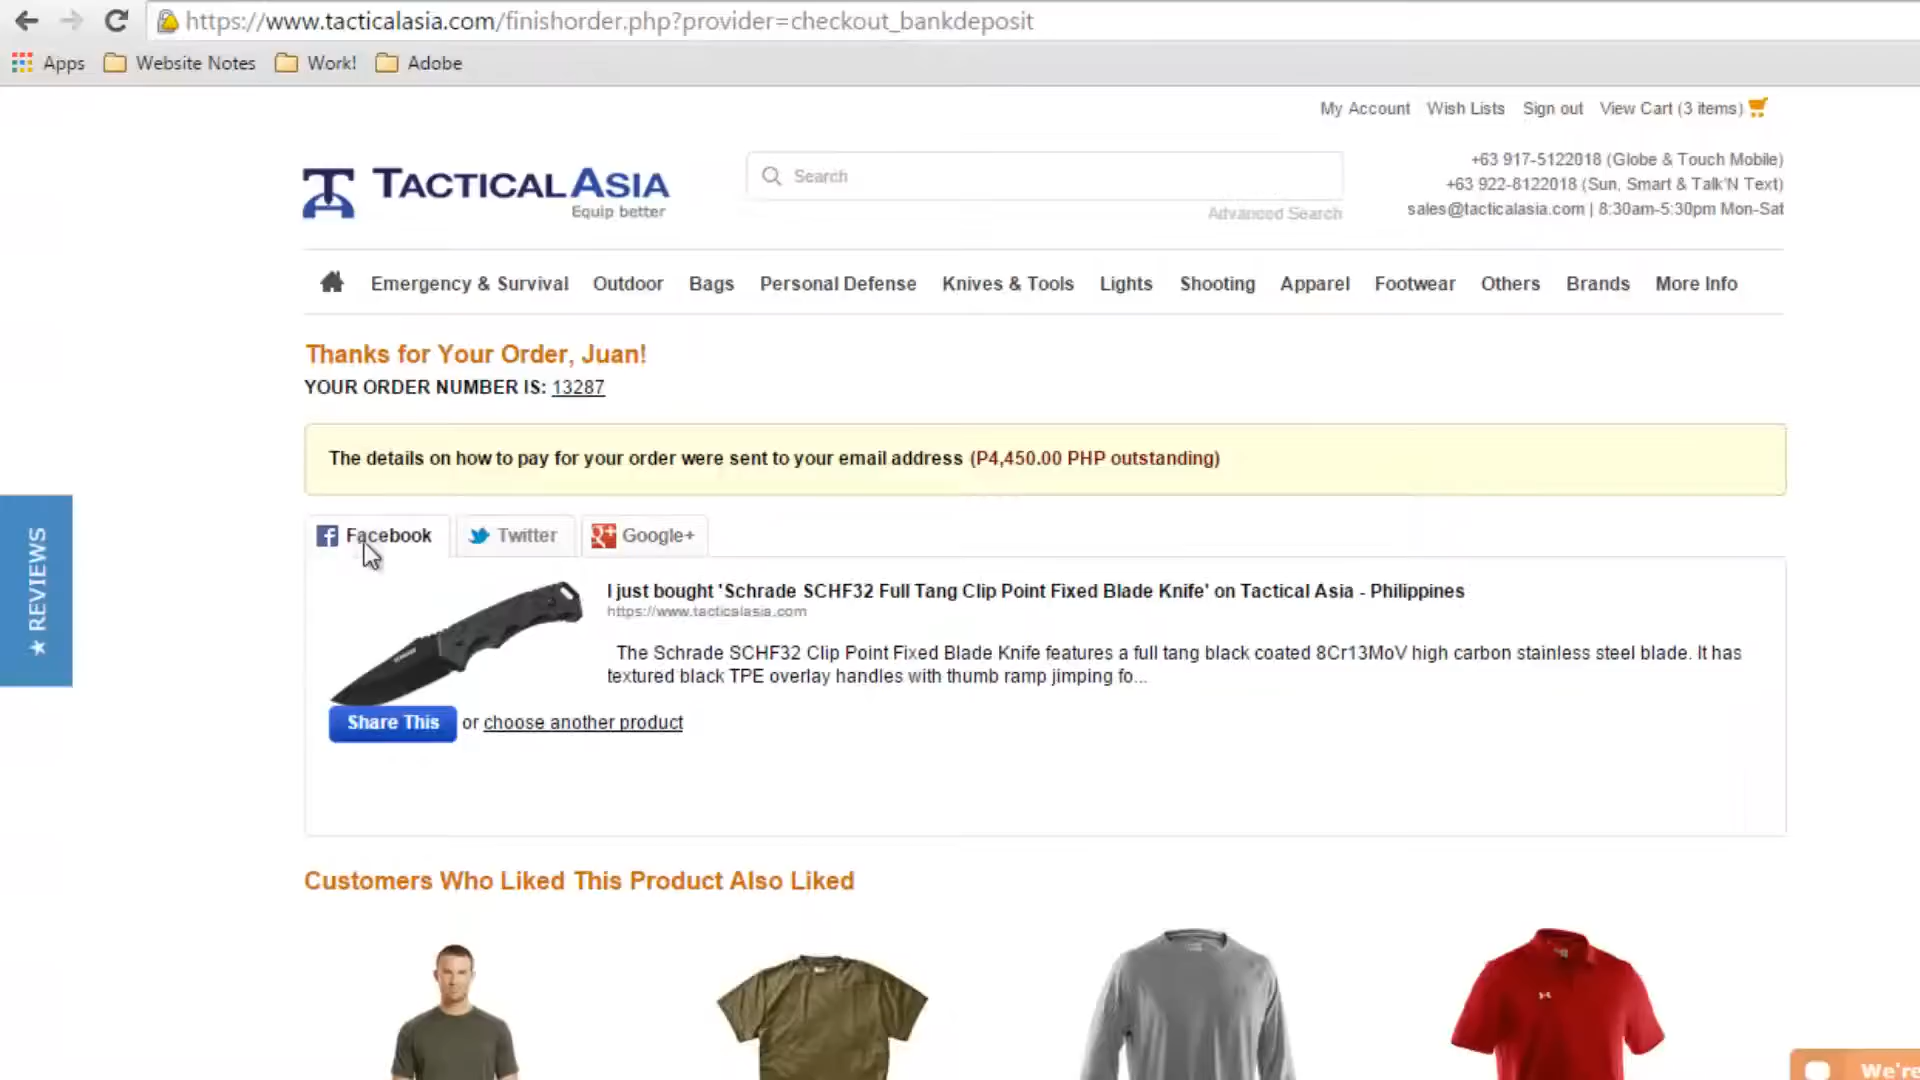 https://www.tacticalasia.com/finishorder.php?provider=checkout_bankdeposit
Apps Website Notes Work! Adobe
My Account Wish Lists Sign out View Cart (3 items)
TACTICAL ASIA
Equip better
Search
Advanced Search
+63 917-5122018 (Globe & Touch Mobile)
+63 922-8122018 (Sun, Smart & Talk'N Text)
sales@tacticalasia.com | 8:30am-5:30pm Mon-Sat
Emergency & Survival Outdoor Bags Personal Defense Knives & Tools Lights Shooting Apparel Footwear Others Brands More Info
Thanks for Your Order, Juan!
YOUR ORDER NUMBER IS: 13287
The details on how to pay for your order were sent to your email address (P4,450.00 PHP outstanding)
★ REVIEWS
Facebook Twitter Google+
I just bought 'Schrade SCHF32 Full Tang Clip Point Fixed Blade Knife' on Tactical Asia - Philippines
https://www.tacticalasia.com
The Schrade SCHF32 Clip Point Fixed Blade Knife features a full tang black coated 8Cr13MoV high carbon stainless steel blade. It has
textured black TPE overlay handles with thumb ramp jimping fo...
Share This or choose another product
Customers Who Liked This Product Also Liked
We're